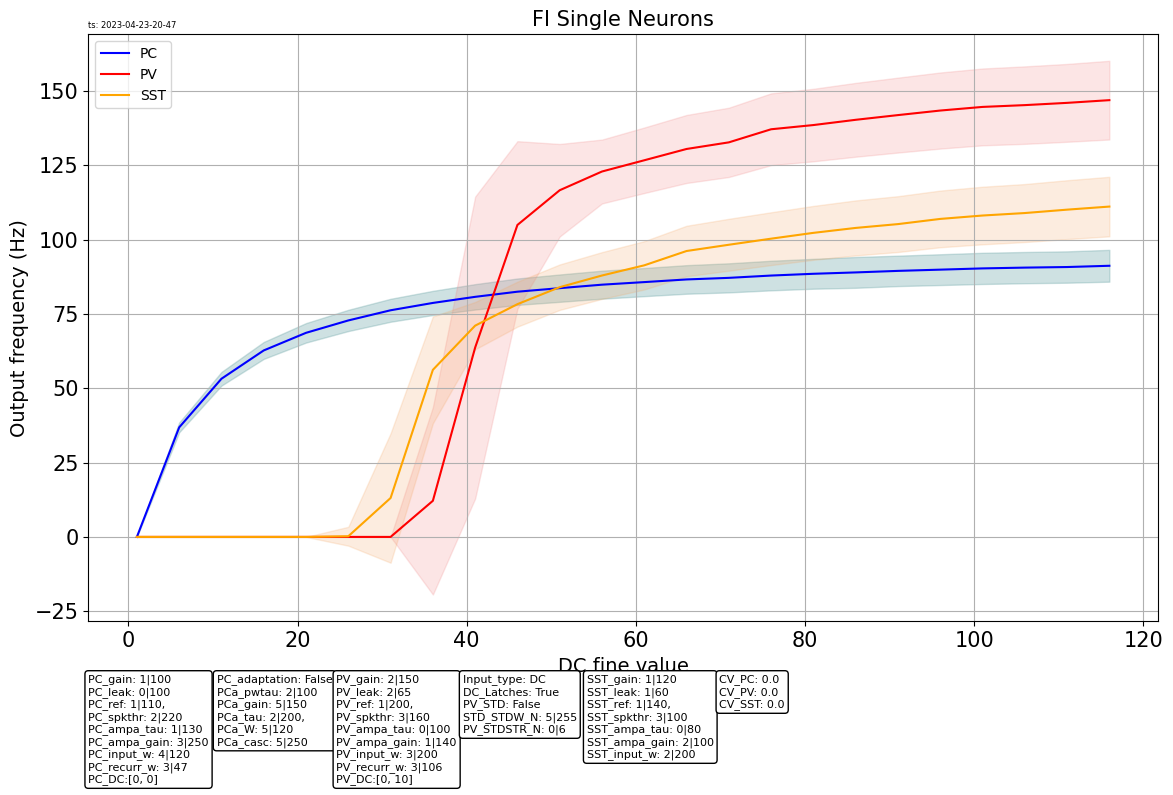 FI Single Neurons
ts: 2023-04-23-20-47
PC
PV
SST
Output frequency (Hz)
150
125
100
75
50
25
0
−25
0 20 40 60 80 100 120
DC fine value
PC_gain: 1|100
PC_leak: 0|100
PC_ref: 1|110,
PC_spkthr: 2|220
PC_ampa_tau: 1|130
PC_ampa_gain: 3|250
PC_input_w: 4|120
PC_recurr_w: 3|47
PC_DC:[0, 0]
PC_adaptation: False
PCa_pwtau: 2|100
PCa_gain: 5|150
PCa_tau: 2|200,
PCa_W: 5|120
PCa_casc: 5|250
PV_gain: 2|150
PV_leak: 2|65
PV_ref: 1|200,
PV_spkthr: 3|160
PV_ampa_tau: 0|100
PV_ampa_gain: 1|140
PV_input_w: 3|200
PV_recurr_w: 3|106
PV_DC:[0, 10]
Input_type: DC
DC_Latches: True
PV_STD: False
STD_STDW_N: 5|255
PV_STDSTR_N: 0|6
SST_gain: 1|120
SST_leak: 1|60
SST_ref: 1|140,
SST_spkthr: 3|100
SST_ampa_tau: 0|80
SST_ampa_gain: 2|100
SST_input_w: 2|200
CV_PC: 0.0
CV_PV: 0.0
CV_SST: 0.0